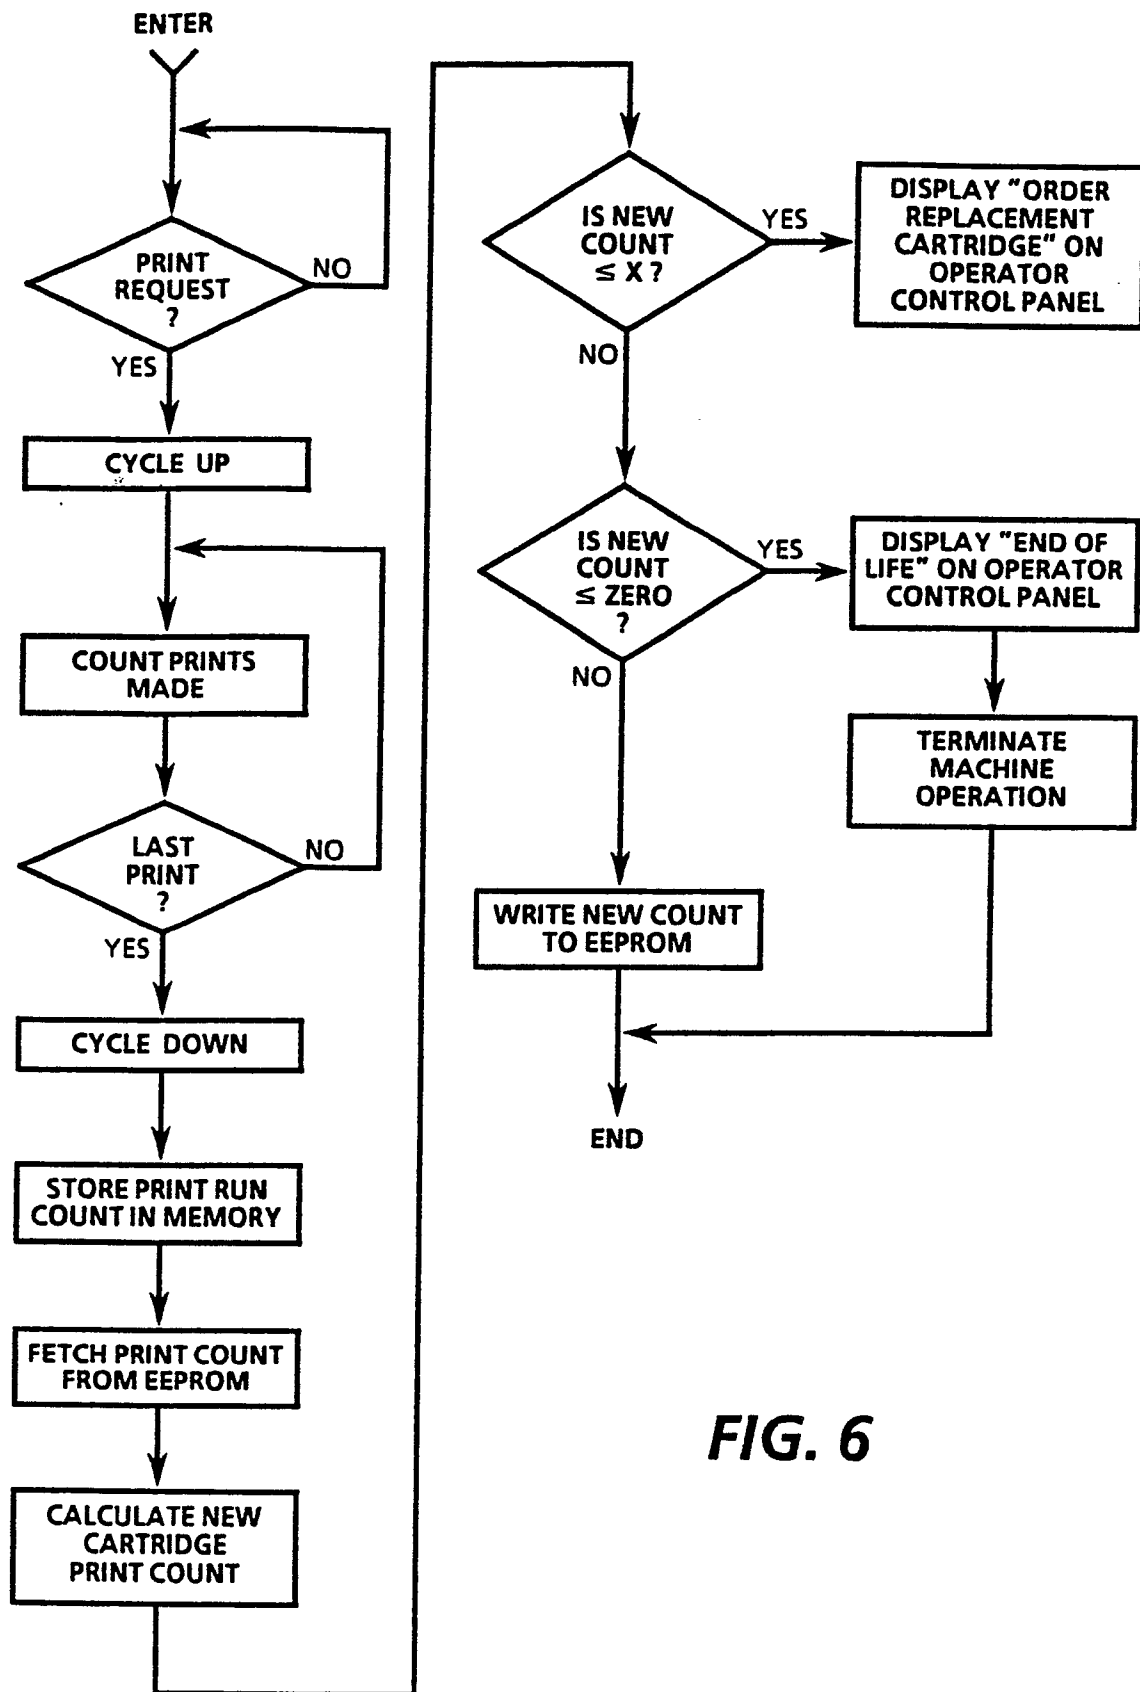 ENTER
PRINT
REQUEST
?
NO
YES
CYCLE UP
COUNT PRINTS
MADE
LAST
PRINT
?
NO
YES
CYCLE DOWN
STORE PRINT RUN
COUNT IN MEMORY
FETCH PRINT COUNT
FROM EEPROM
CALCULATE NEW
CARTRIDGE
PRINT COUNT
IS NEW
COUNT
≤ X ?
YES
NO
DISPLAY "ORDER
REPLACEMENT
CARTRIDGE" ON
OPERATOR
CONTROL PANEL
IS NEW
COUNT
≤ ZERO
?
YES
NO
DISPLAY "END OF
LIFE" ON OPERATOR
CONTROL PANEL
TERMINATE
MACHINE
OPERATION
WRITE NEW COUNT
TO EEPROM
END
FIG. 6